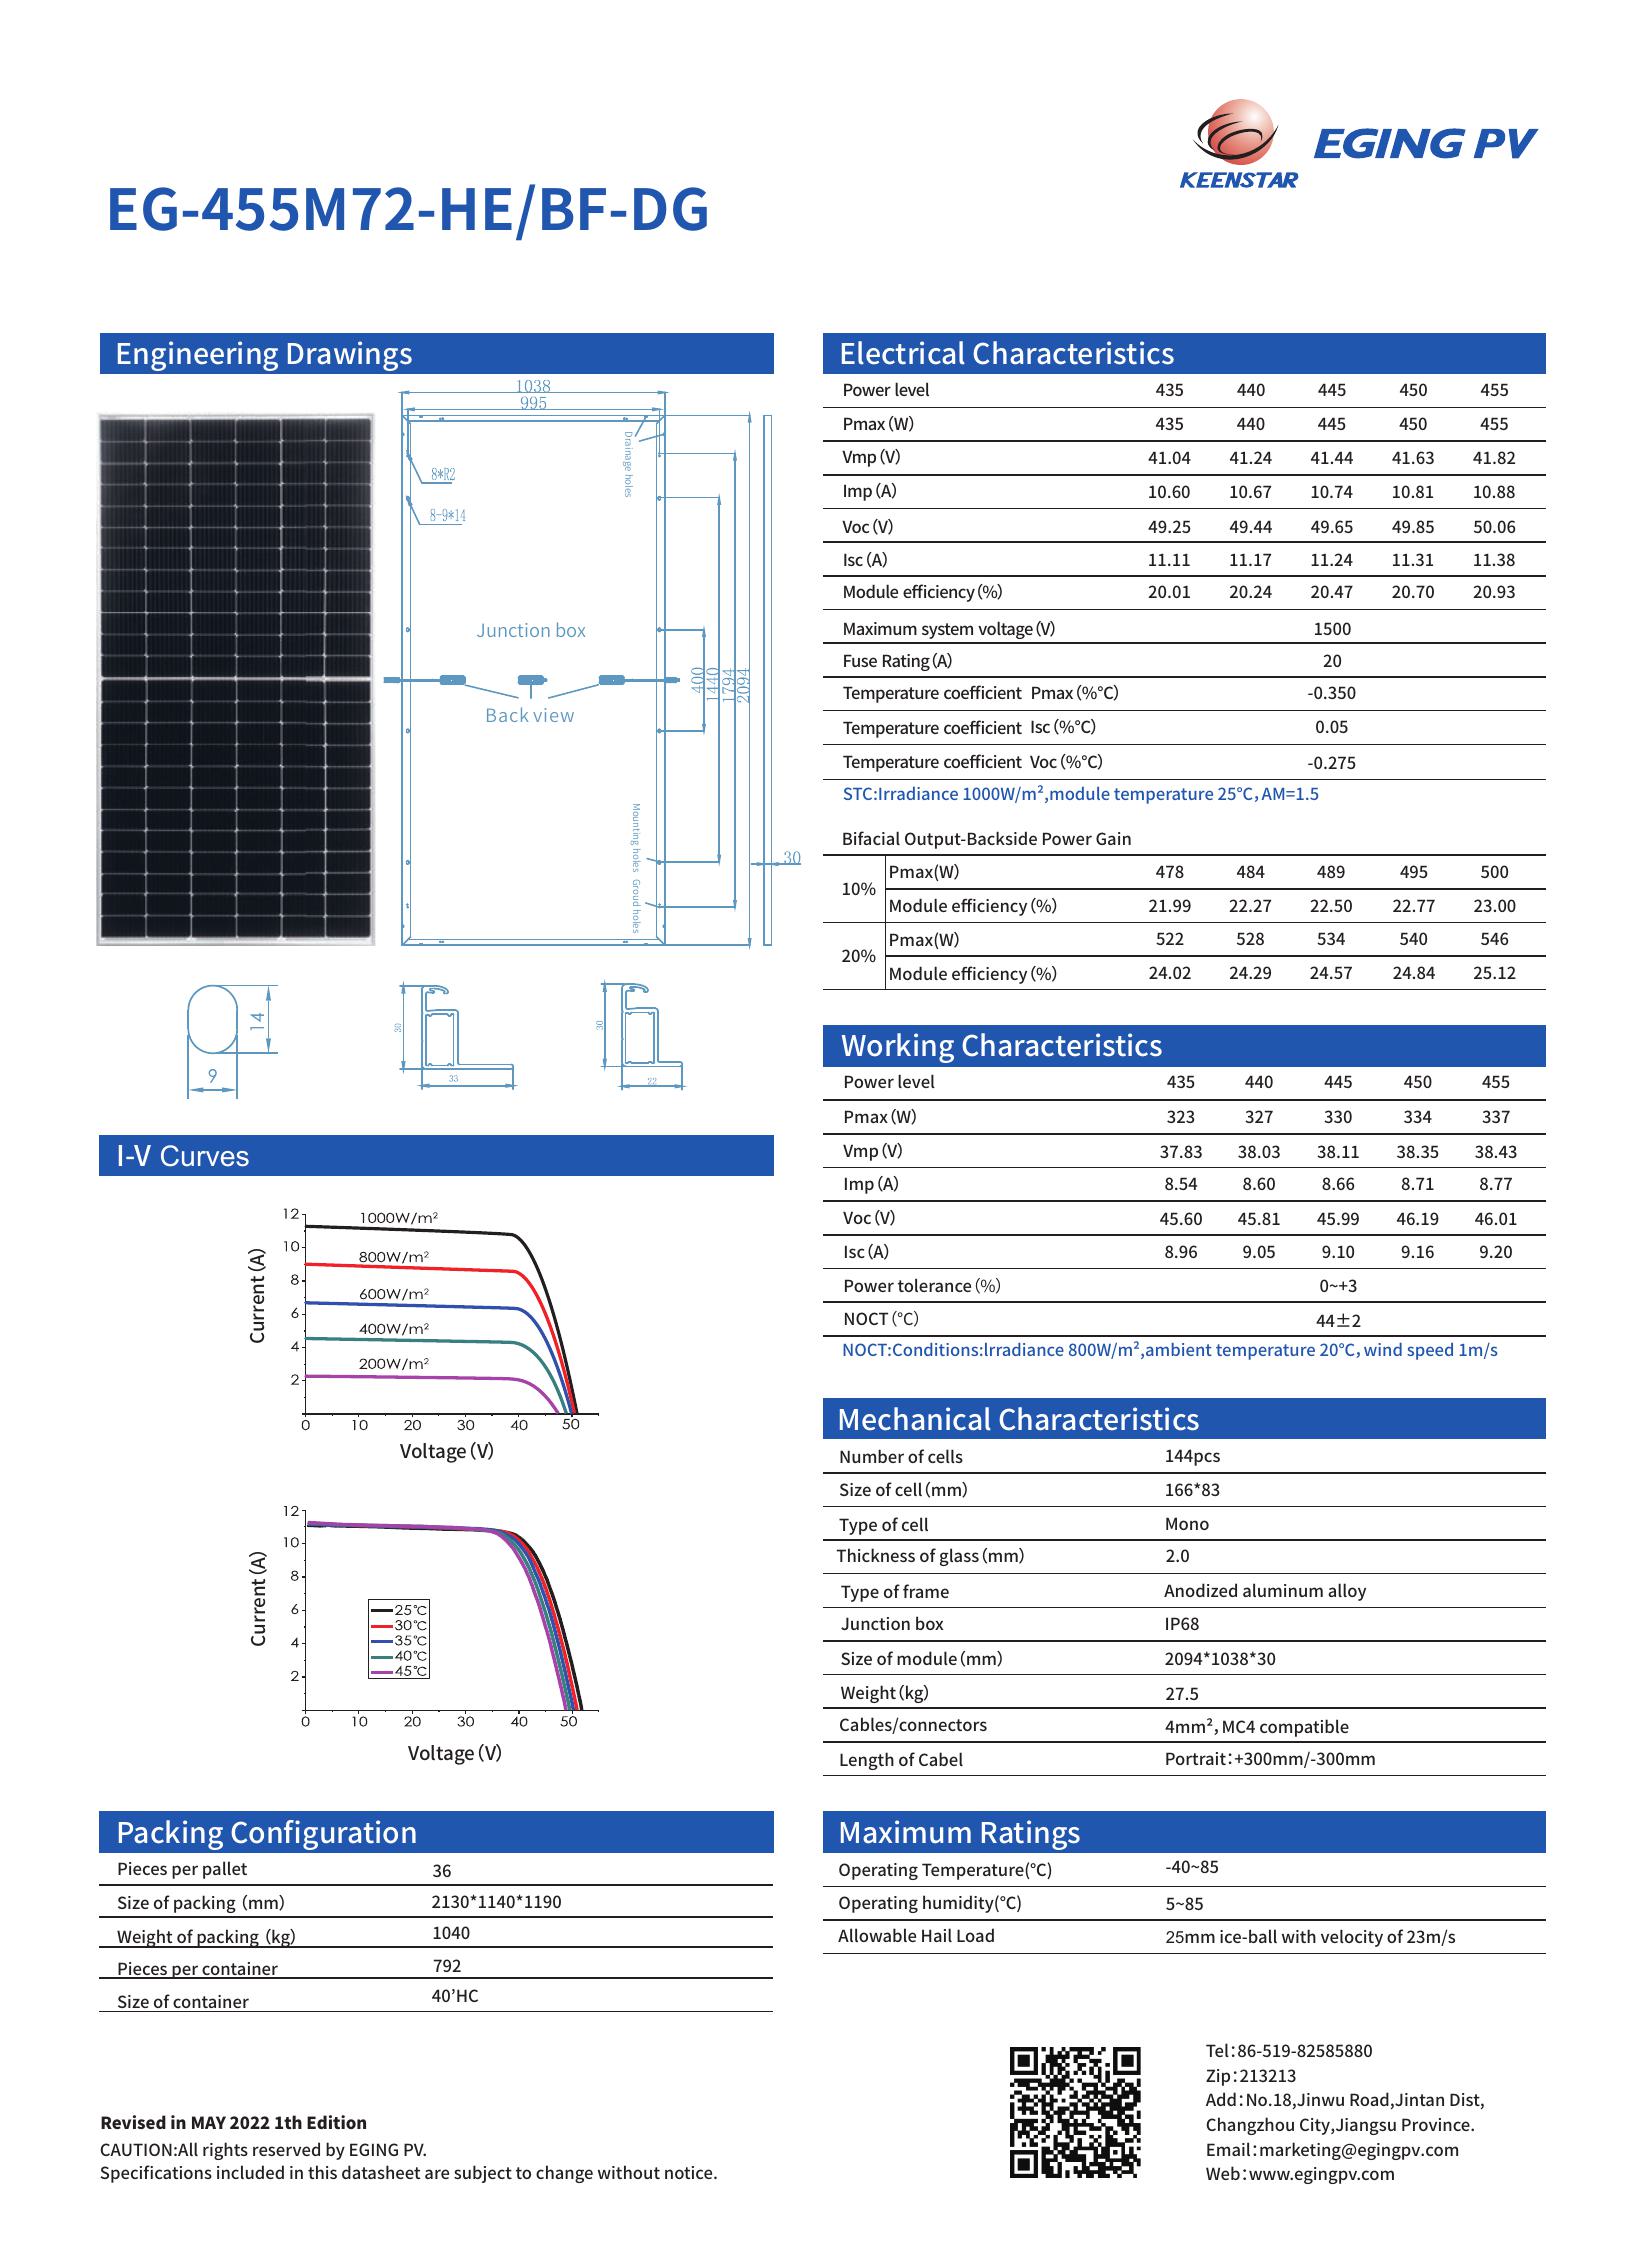 KEENSTAR
EGING PV
EG-455M72-HE/BF-DG
Engineering Drawings
1038
995
Drainage holes
8*R2
8-9*14
Junction box
Back view
400
1440
1794
2094
Mounting holes
Groud holes
30
14
9
30
33
30
22
I-V Curves
12
10
8
6
4
2
1000W/m²
800W/m²
600W/m²
400W/m²
200W/m²
Current(A)
0 10 20 30 40 50
Voltage(V)
12
10
8
6
4
2
Current(A)
25℃
30℃
35℃
40℃
45℃
0 10 20 30 40 50
Voltage(V)
Packing Configuration
Pieces per pallet 36
Size of packing (mm) 2130*1140*1190
Weight of packing (kg) 1040
Pieces per container 792
Size of container 40’HC
Electrical Characteristics
Power level 435 440 445 450 455
Pmax(W) 435 440 445 450 455
Vmp(V) 41.04 41.24 41.44 41.63 41.82
Imp(A) 10.60 10.67 10.74 10.81 10.88
Voc(V) 49.25 49.44 49.65 49.85 50.06
Isc(A) 11.11 11.17 11.24 11.31 11.38
Module efficiency(%) 20.01 20.24 20.47 20.70 20.93
Maximum system voltage(V) 1500
Fuse Rating(A) 20
Temperature coefficient Pmax(%℃) -0.350
Temperature coefficient Isc(%℃) 0.05
Temperature coefficient Voc(%℃) -0.275
STC:Irradiance 1000W/m²,module temperature 25℃, AM=1.5
Bifacial Output-Backside Power Gain
10%
Pmax(W) 478 484 489 495 500
Module efficiency(%) 21.99 22.27 22.50 22.77 23.00
20%
Pmax(W) 522 528 534 540 546
Module efficiency(%) 24.02 24.29 24.57 24.84 25.12
Working Characteristics
Power level 435 440 445 450 455
Pmax(W) 323 327 330 334 337
Vmp(V) 37.83 38.03 38.11 38.35 38.43
Imp(A) 8.54 8.60 8.66 8.71 8.77
Voc(V) 45.60 45.81 45.99 46.19 46.01
Isc(A) 8.96 9.05 9.10 9.16 9.20
Power tolerance(%) 0~+3
NOCT(℃) 44±2
NOCT:Conditions:lrradiance 800W/m²,ambient temperature 20℃, wind speed 1m/s
Mechanical Characteristics
Number of cells 144pcs
Size of cell(mm) 166*83
Type of cell Mono
Thickness of glass(mm) 2.0
Type of frame Anodized aluminum alloy
Junction box IP68
Size of module(mm) 2094*1038*30
Weight(kg) 27.5
Cables/connectors 4mm², MC4 compatible
Length of Cabel Portrait:+300mm/-300mm
Maximum Ratings
Operating Temperature(℃) -40~85
Operating humidity(℃) 5~85
Allowable Hail Load 25mm ice-ball with velocity of 23m/s
Revised in MAY 2022 1th Edition
CAUTION:All rights reserved by EGING PV.
Specifications included in this datasheet are subject to change without notice.
Tel:86-519-82585880
Zip:213213
Add:No.18,Jinwu Road,Jintan Dist,
Changzhou City,Jiangsu Province.
Email:marketing@egingpv.com
Web:www.egingpv.com